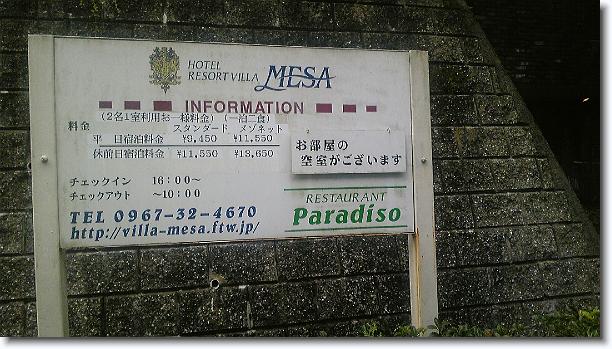 HOTEL
RESORT VILLA MESA
INFORMATION
(2名1室利用お一様料金) (一泊二食)
料金 スタンダード メゾネット
平 日宿泊料金 ¥9,450 ¥11,550
休前日宿泊料金 ¥11,550 ¥13,650
お部屋の
空室がございます
チェックイン 16:00~
チェックアウト ~10:00
TEL 0967-32-4670
http://villa-mesa.ftw.jp/
RESTAURANT
Paradiso